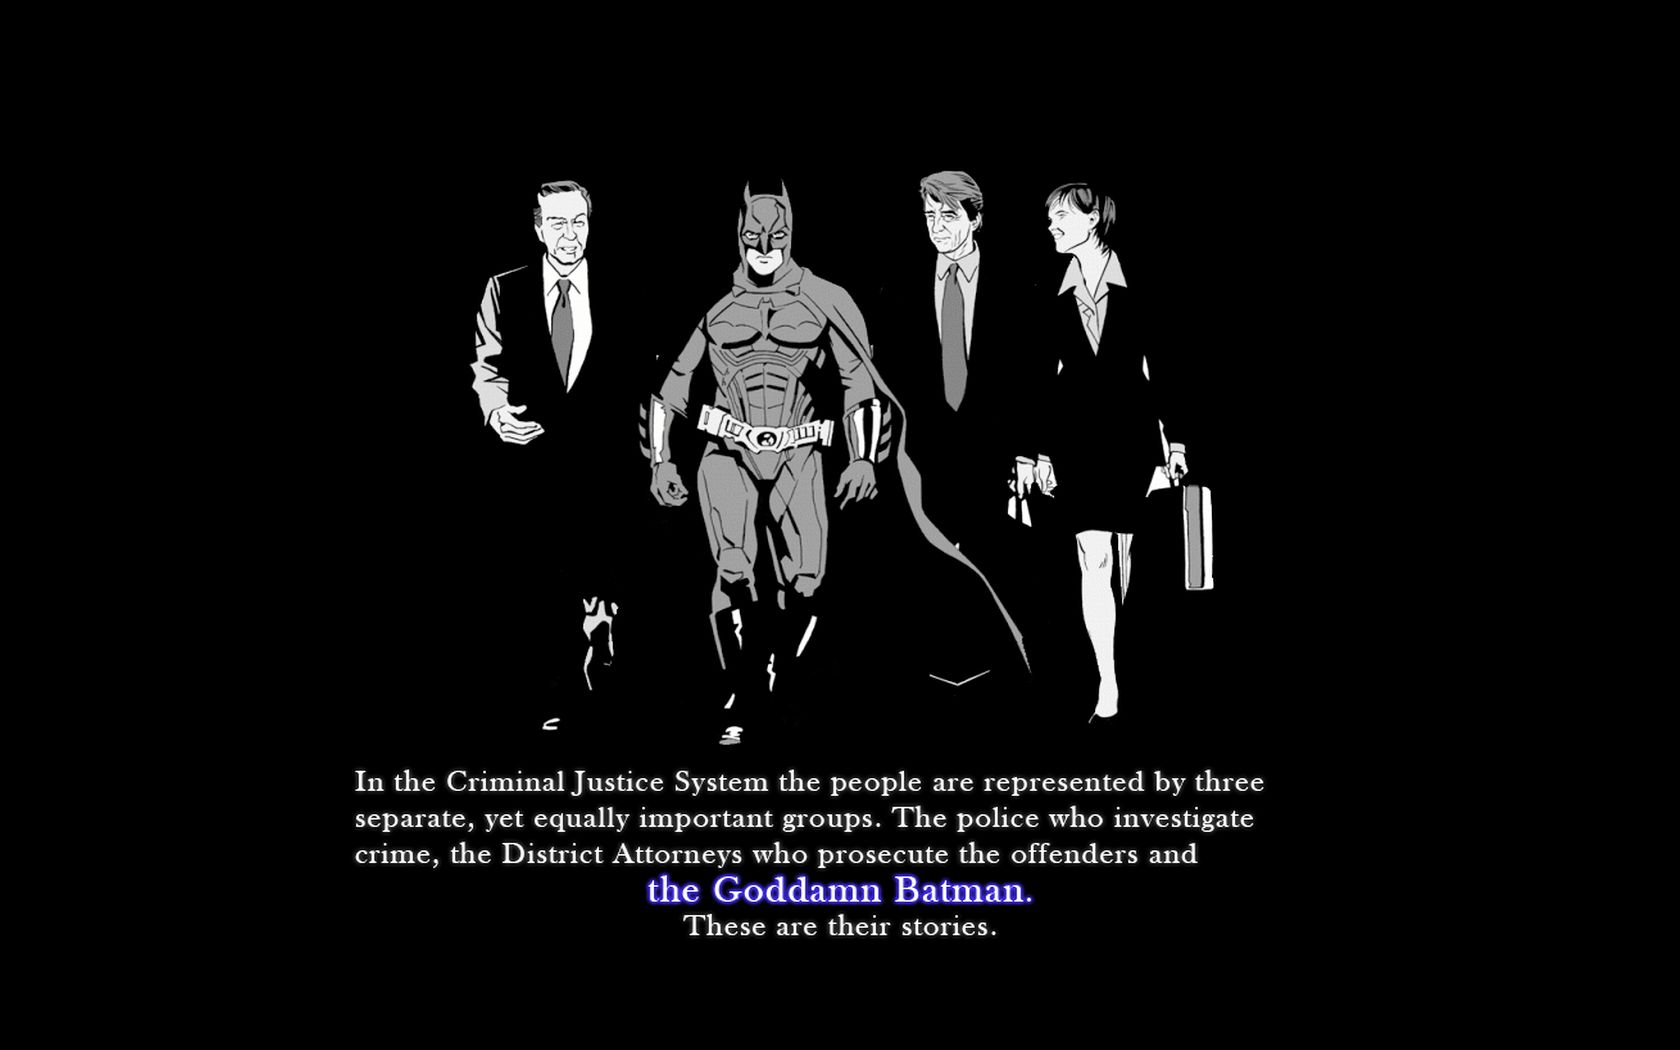 In the Criminal Justice System the people are represented by three
separate, yet equally important groups. The police who investigate
crime, the District Attorneys who prosecute the offenders and
the Goddamn Batman.
These are their stories.